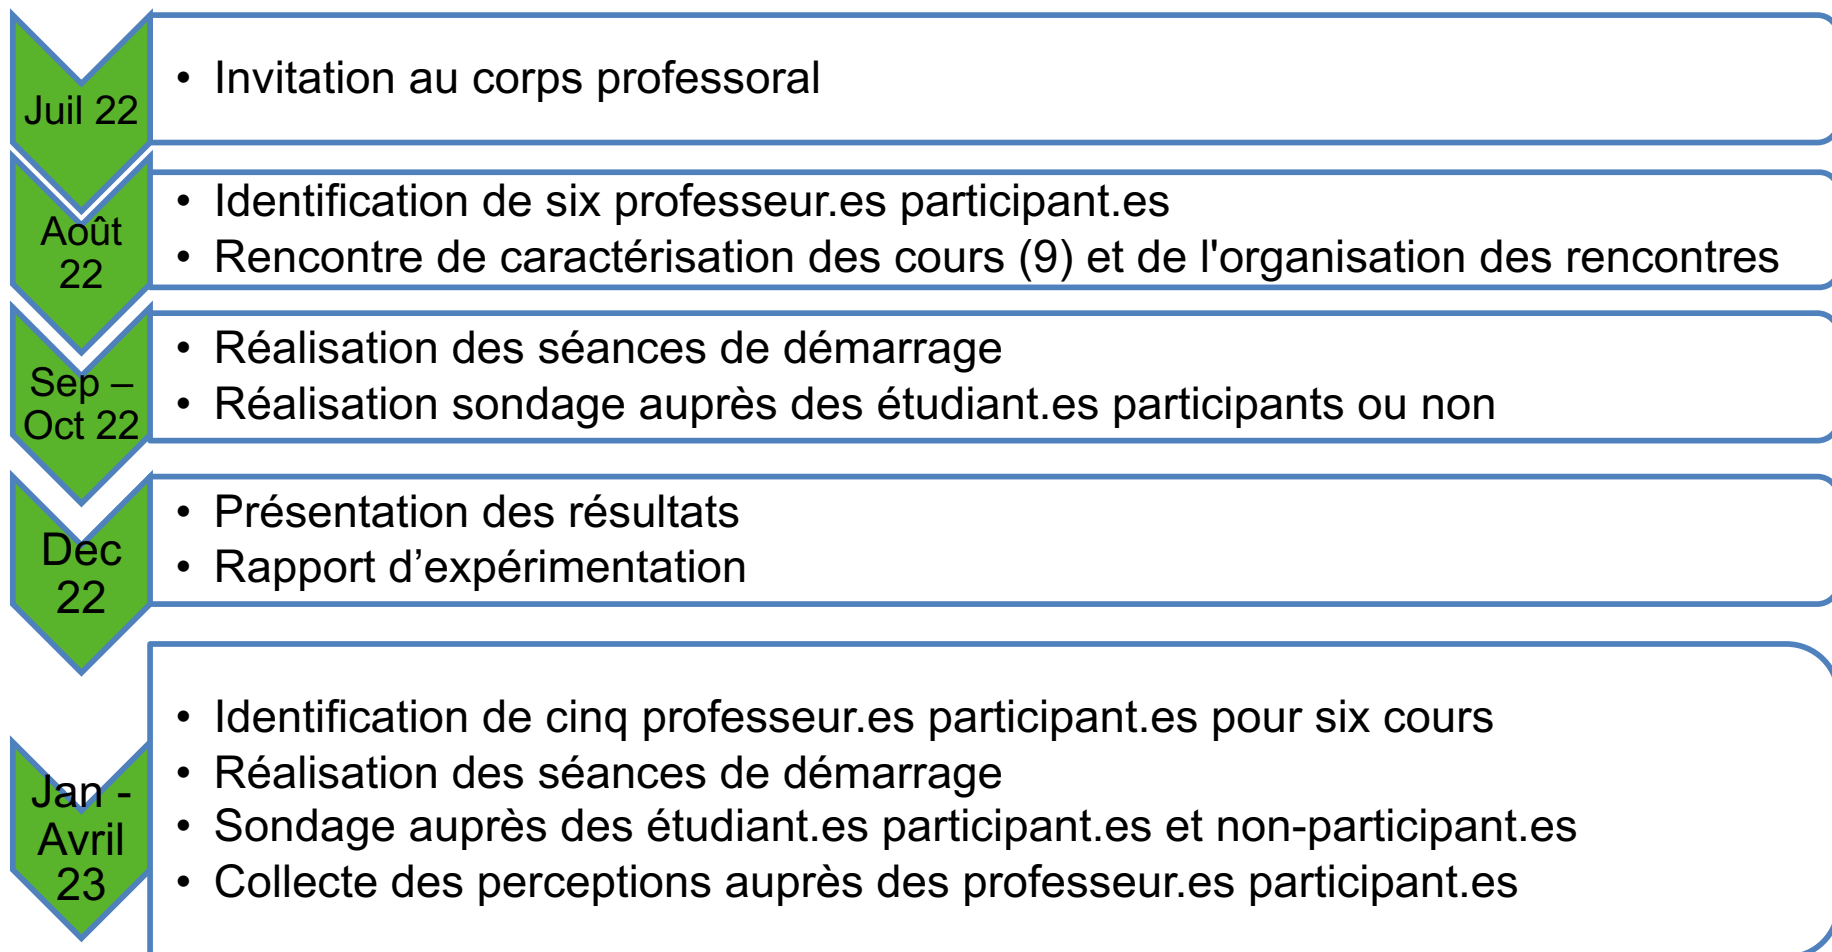 Juil 22
• Invitation au corps professoral
Août
22
• Identification de six professeur.es participant.es
• Rencontre de caractérisation des cours (9) et de l'organisation des rencontres
Sep –
Oct 22
• Réalisation des séances de démarrage
• Réalisation sondage auprès des étudiant.es participants ou non
Dec
22
• Présentation des résultats
• Rapport d’expérimentation
Jan -
Avril
23
• Identification de cinq professeur.es participant.es pour six cours
• Réalisation des séances de démarrage
• Sondage auprès des étudiant.es participant.es et non-participant.es
• Collecte des perceptions auprès des professeur.es participant.es